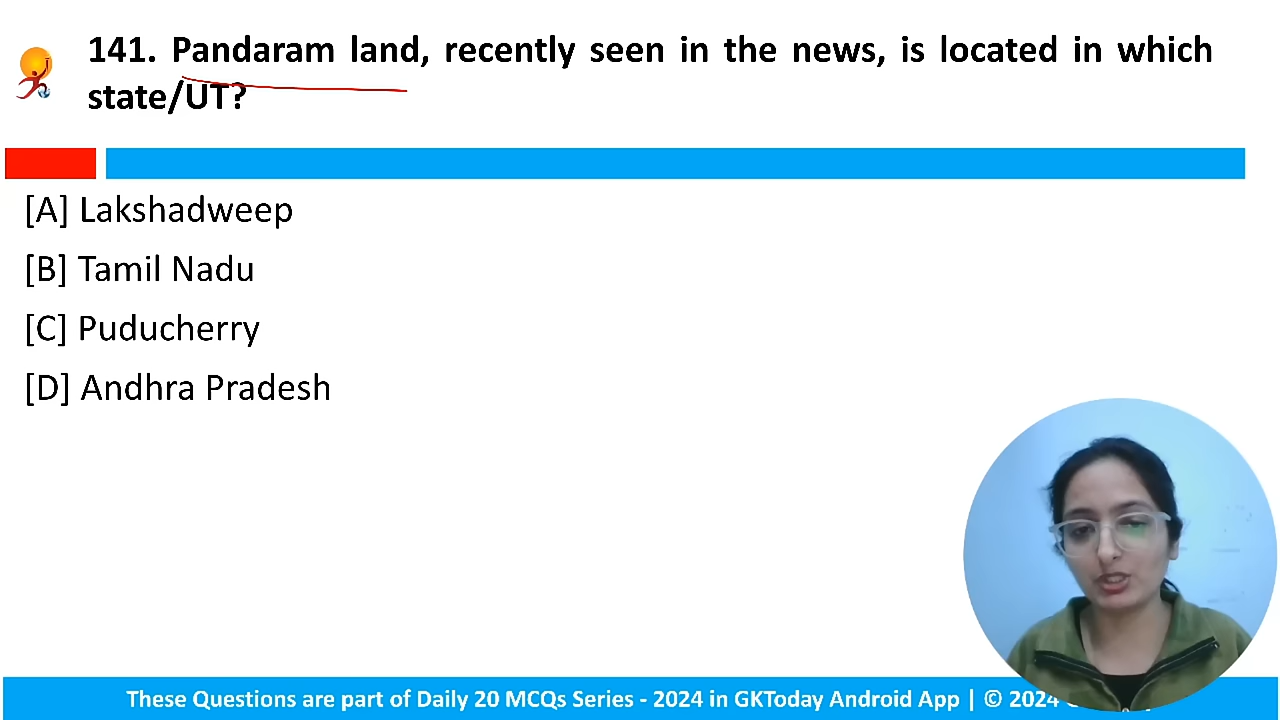 141. Pandaram land, recently seen in the news, is located in which
state/UT?
[A] Lakshadweep
[B] Tamil Nadu
[C] Puducherry
[D] Andhra Pradesh
These Questions are part of Daily 20 MCQs Series - 2024 in GKToday Android App | © 2024